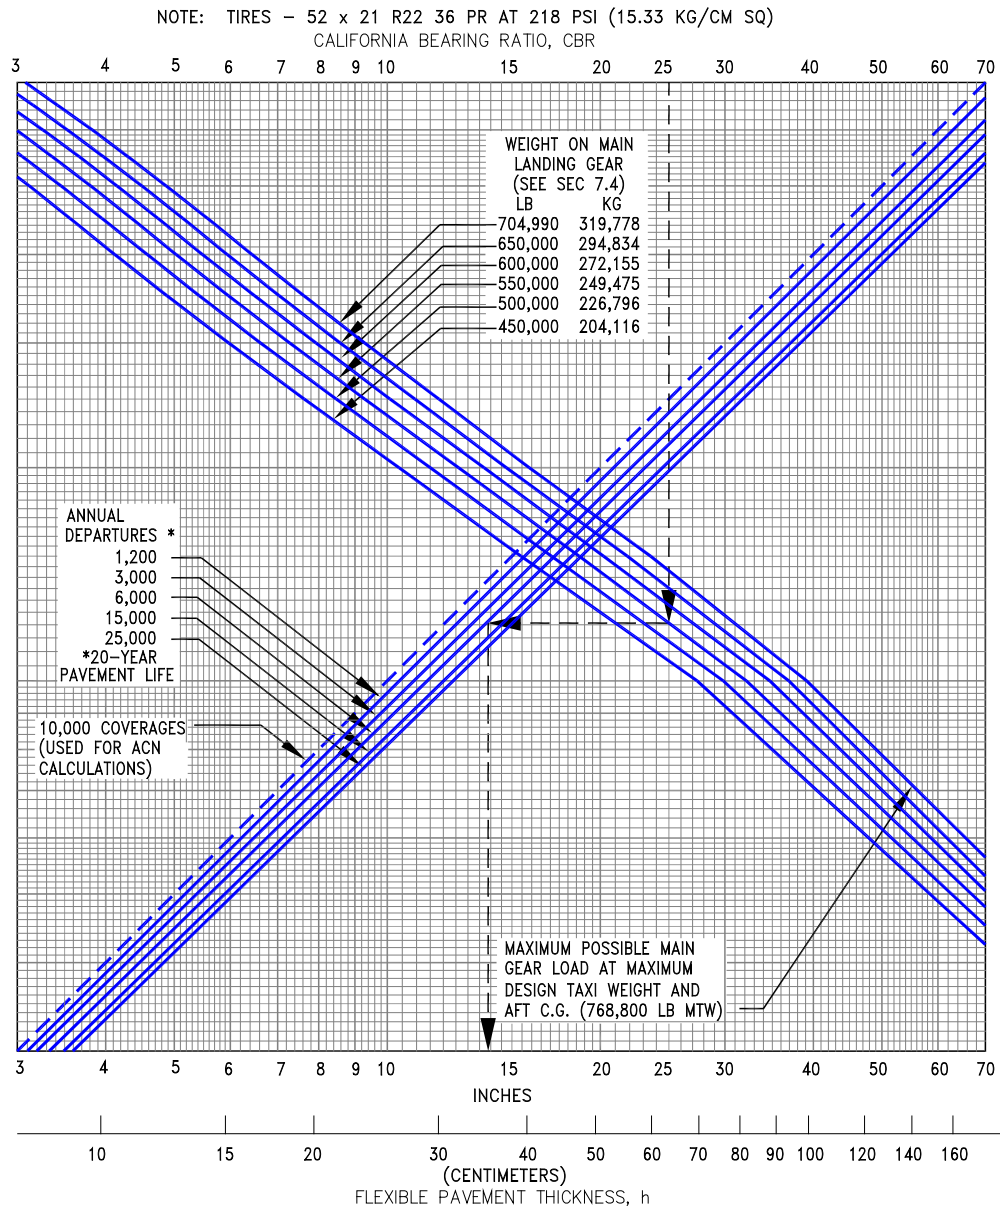 NOTE: TIRES – 52 x 21 R22 36 PR AT 218 PSI (15.33 KG/CM SQ)
CALIFORNIA BEARING RATIO, CBR
3 4 5 6 7 8 9 10 15 20 25 30 40 50 60 70
WEIGHT ON MAIN
LANDING GEAR
(SEE SEC 7.4)
LB KG
704,990 319,778
650,000 294,834
600,000 272,155
550,000 249,475
500,000 226,796
450,000 204,116
ANNUAL
DEPARTURES *
1,200
3,000
6,000
15,000
25,000
*20–YEAR
PAVEMENT LIFE
10,000 COVERAGES
(USED FOR ACN
CALCULATIONS)
MAXIMUM POSSIBLE MAIN
GEAR LOAD AT MAXIMUM
DESIGN TAXI WEIGHT AND
AFT C.G. (768,800 LB MTW)
3 4 5 6 7 8 9 10 15 20 25 30 40 50 60 70
INCHES
10 15 20 30 40 50 60 70 80 90 100 120 140 160
(CENTIMETERS)
FLEXIBLE PAVEMENT THICKNESS, h